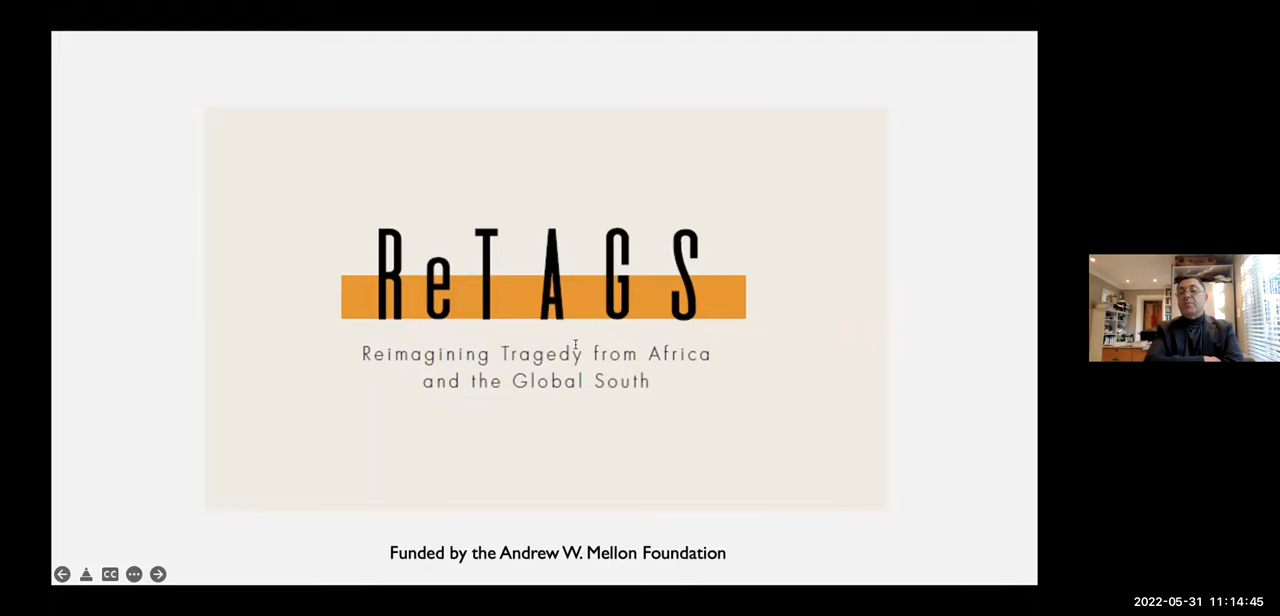 ReTAGS
Reimagining Tragedy from Africa
and the Global South
Funded by the Andrew W. Mellon Foundation
CC
2022-05-31 11:14:45